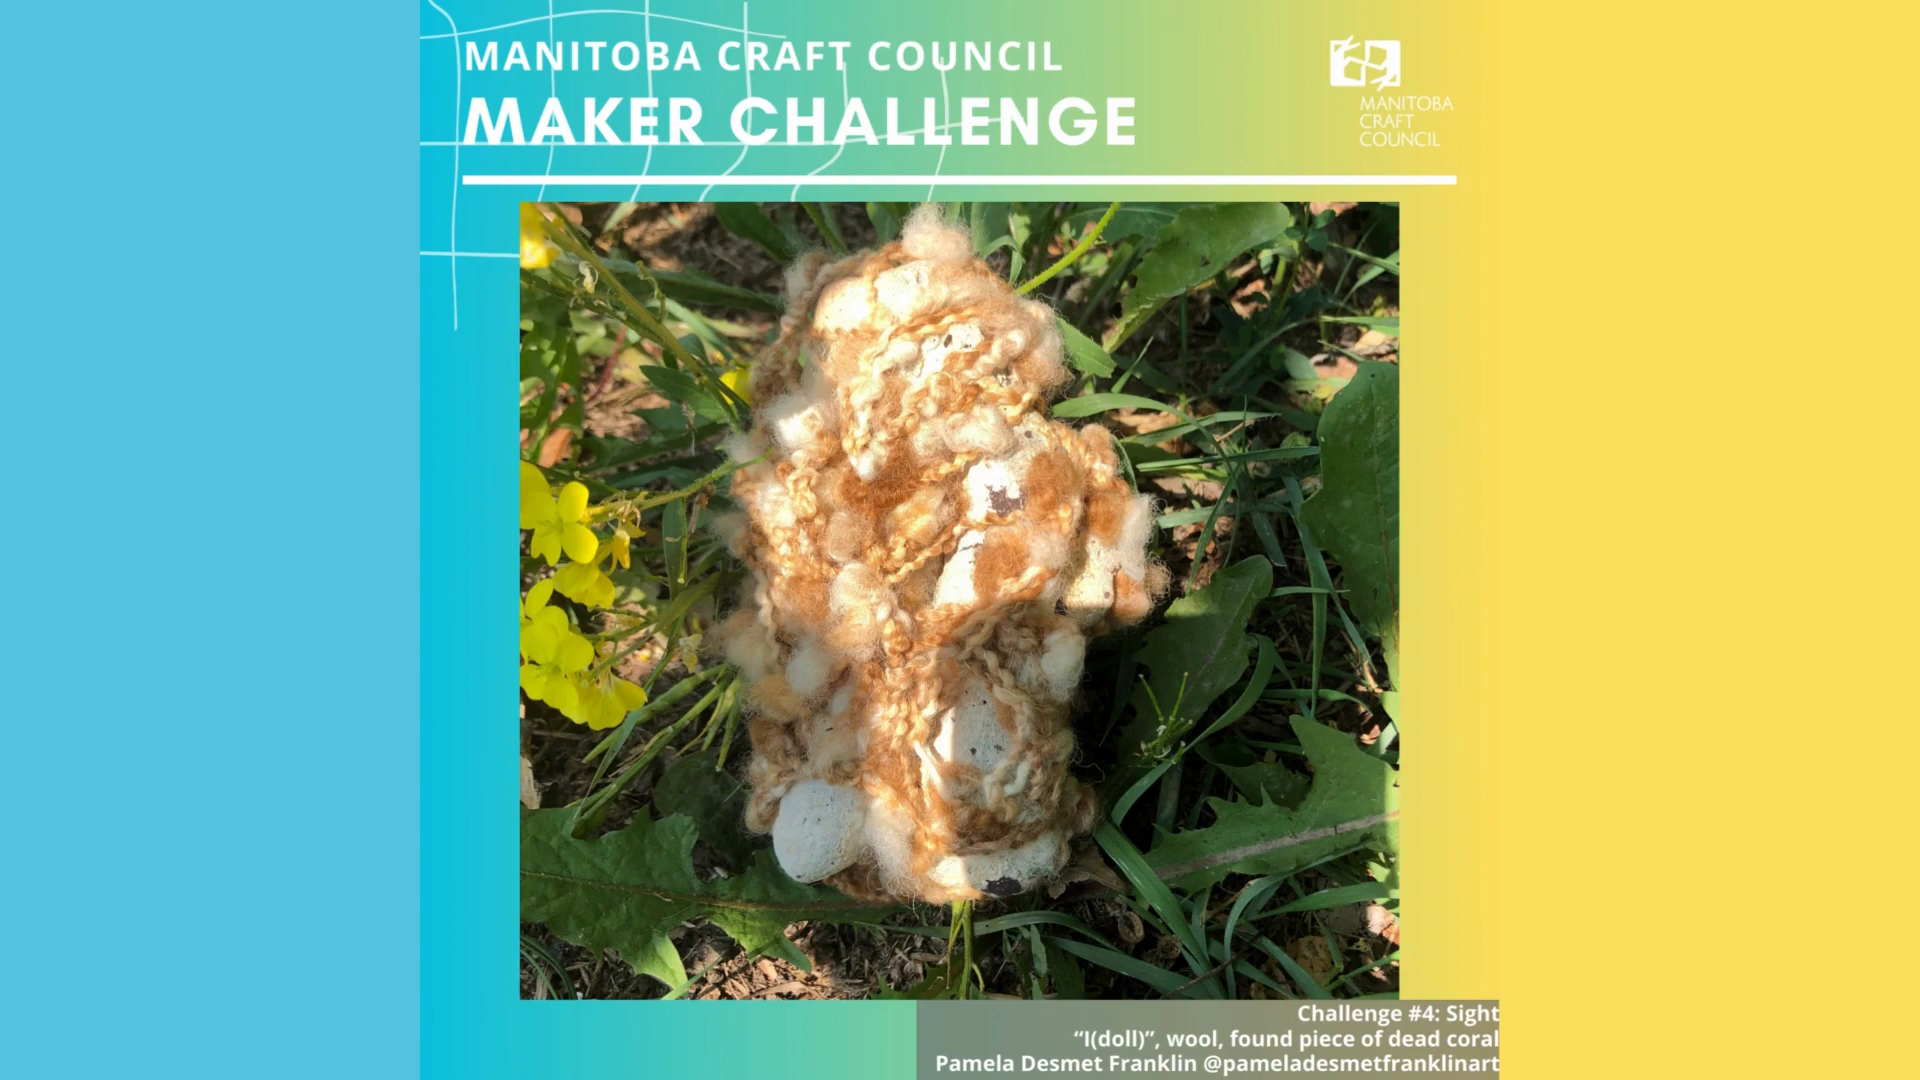 MANITOBA CRAFT COUNCIL
MAKER CHALLENGE
MANITOBA
CRAFT
COUNCIL
Challenge #4: Sight
“I(doll)”, wool, found piece of dead coral
Pamela Desmet Franklin @pameladesmetfranklinart